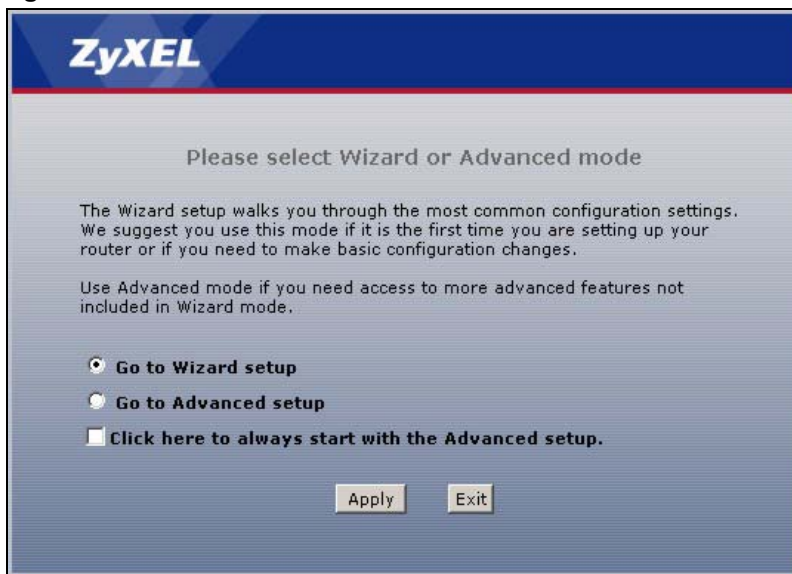 ZyXEL
Please select Wizard or Advanced mode
The Wizard setup walks you through the most common configuration settings.
We suggest you use this mode if it is the first time you are setting up your
router or if you need to make basic configuration changes.
Use Advanced mode if you need access to more advanced features not
included in Wizard mode.
Go to Wizard setup
Go to Advanced setup
Click here to always start with the Advanced setup.
Apply Exit